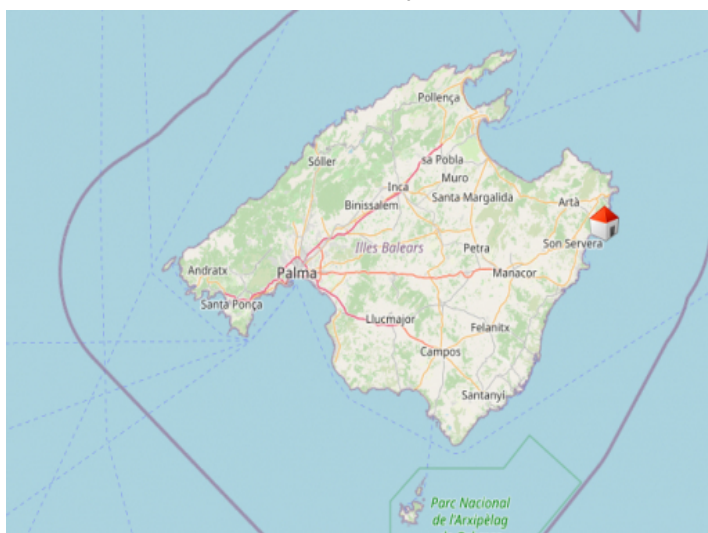 Pollença
sa Pobla
Sóller
Muro
Inca
Santa Margalida
Artà
Binissalem
Illes Balears
Petra
Son Servera
Andratx
Palma
Manacor
Santa Ponça
Llucmajor
Felanitx
Campos
Santanyí
Parc Nacional
de l'Arxipèlag